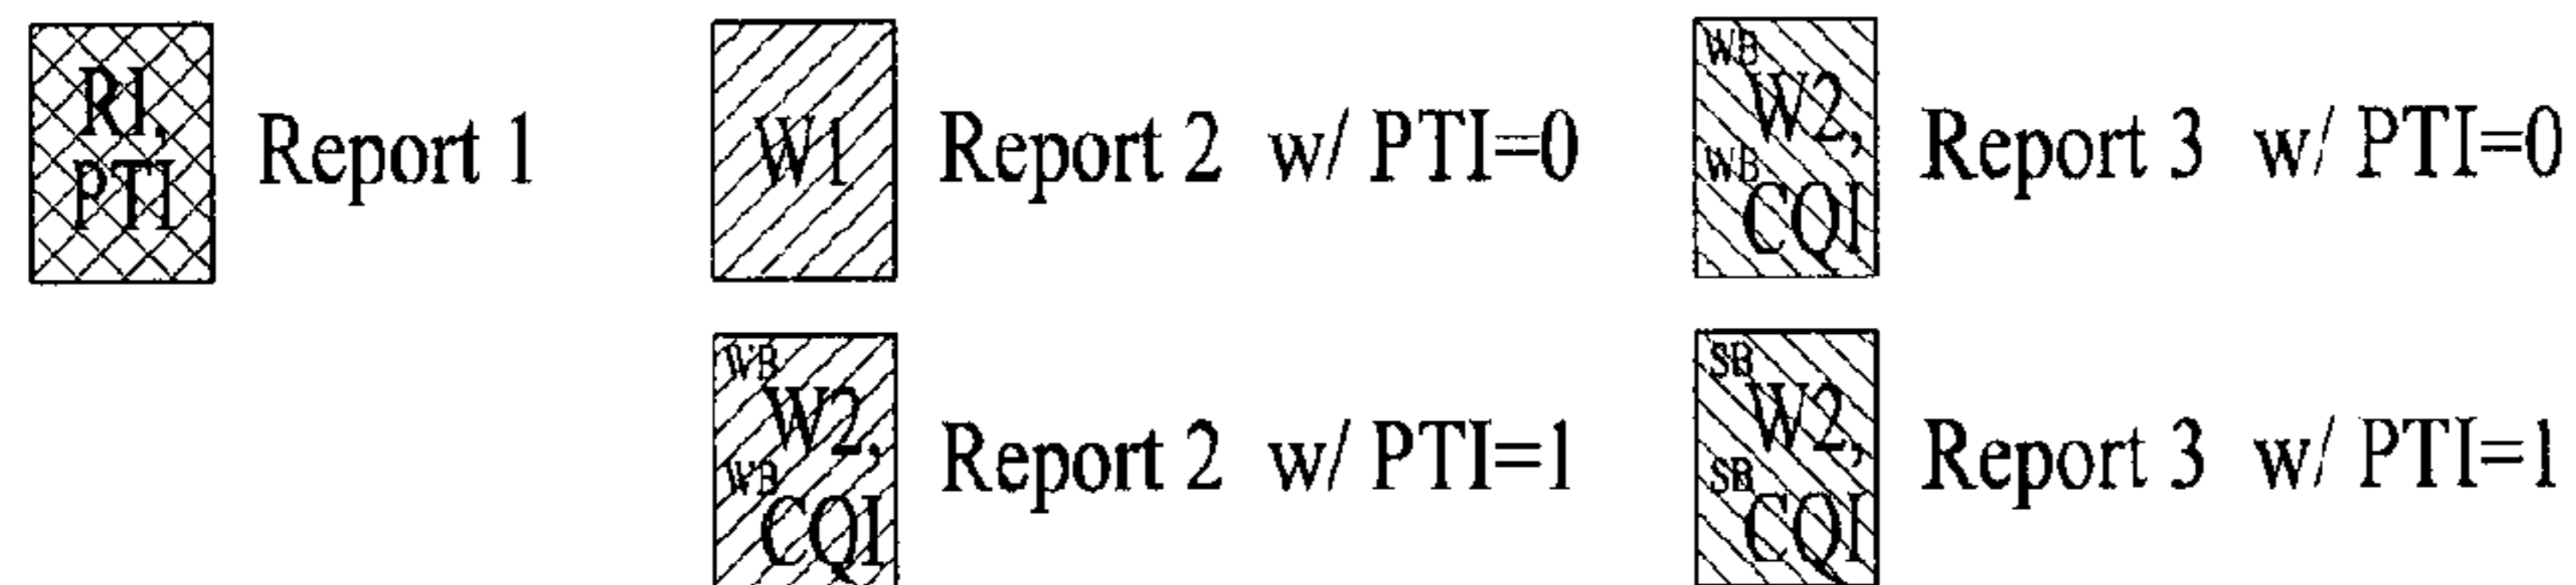 RI, PTI Report 1
W1 Report 2 w/ PTI=0
WB W2, WB CQI Report 3 w/ PTI=0
WB W2, WB CQI Report 2 w/ PTI=1
SB W2, SB CQI Report 3 w/ PTI=1